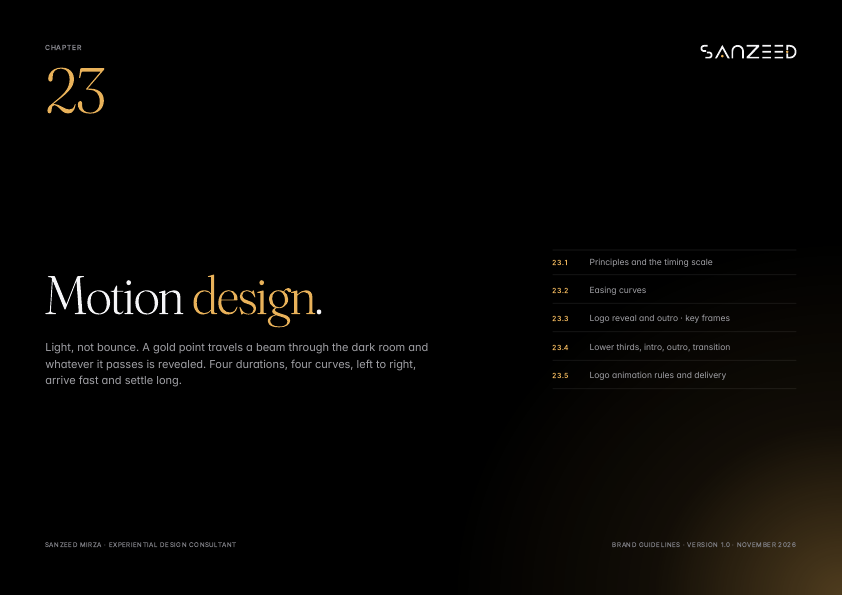 CHAPTER
SANZEED
23
Motion design.
Light, not bounce. A gold point travels a beam through the dark room and
whatever it passes is revealed. Four durations, four curves, left to right,
arrive fast and settle long.
23.1 Principles and the timing scale
23.2 Easing curves
23.3 Logo reveal and outro · key frames
23.4 Lower thirds, intro, outro, transition
23.5 Logo animation rules and delivery
SANZEED MIRZA · EXPERIENTIAL DESIGN CONSULTANT
BRAND GUIDELINES · VERSION 1.0 · NOVEMBER 2026